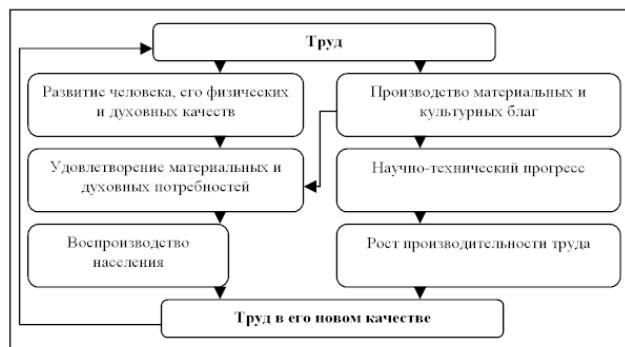 Труд
Развитие человека, его физических
и духовных качеств
Производство материальных и
культурных благ
Удовлетворение материальных и
духовных потребностей
Научно-технический прогресс
Воспроизводство
населения
Рост производительности труда
Труд в его новом качестве